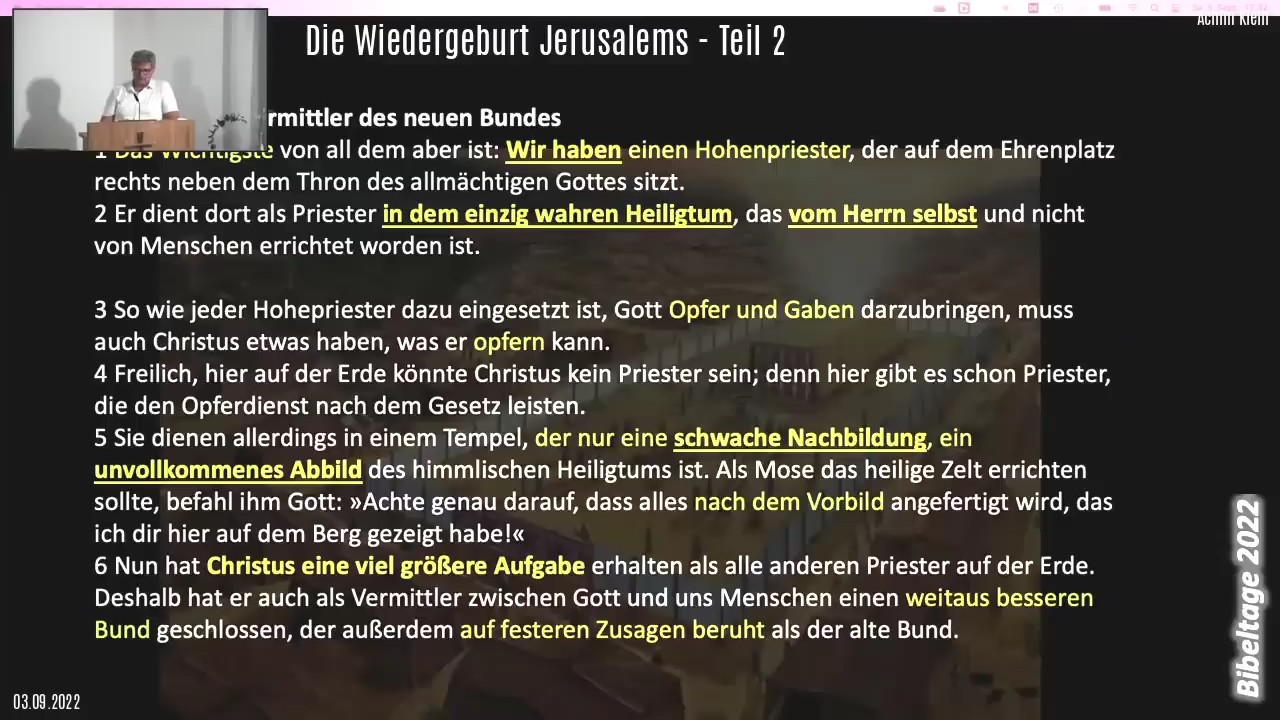 Die Wiedergeburt Jerusalems - Teil 2
rmittler des neuen Bundes
1 Das Wichtigste von all dem aber ist: Wir haben einen Hohenpriester, der auf dem Ehrenplatz
rechts neben dem Thron des allmächtigen Gottes sitzt.
2 Er dient dort als Priester in dem einzig wahren Heiligtum, das vom Herrn selbst und nicht
von Menschen errichtet worden ist.
3 So wie jeder Hohepriester dazu eingesetzt ist, Gott Opfer und Gaben darzubringen, muss
auch Christus etwas haben, was er opfern kann.
4 Freilich, hier auf der Erde könnte Christus kein Priester sein; denn hier gibt es schon Priester,
die den Opferdienst nach dem Gesetz leisten.
5 Sie dienen allerdings in einem Tempel, der nur eine schwache Nachbildung, ein
unvollkommenes Abbild des himmlischen Heiligtums ist. Als Mose das heilige Zelt errichten
sollte, befahl ihm Gott: »Achte genau darauf, dass alles nach dem Vorbild angefertigt wird, das
ich dir hier auf dem Berg gezeigt habe!«
6 Nun hat Christus eine viel größere Aufgabe erhalten als alle anderen Priester auf der Erde.
Deshalb hat er auch als Vermittler zwischen Gott und uns Menschen einen weitaus besseren
Bund geschlossen, der außerdem auf festeren Zusagen beruht als der alte Bund.
Bibeltage 2022
03.09.2022